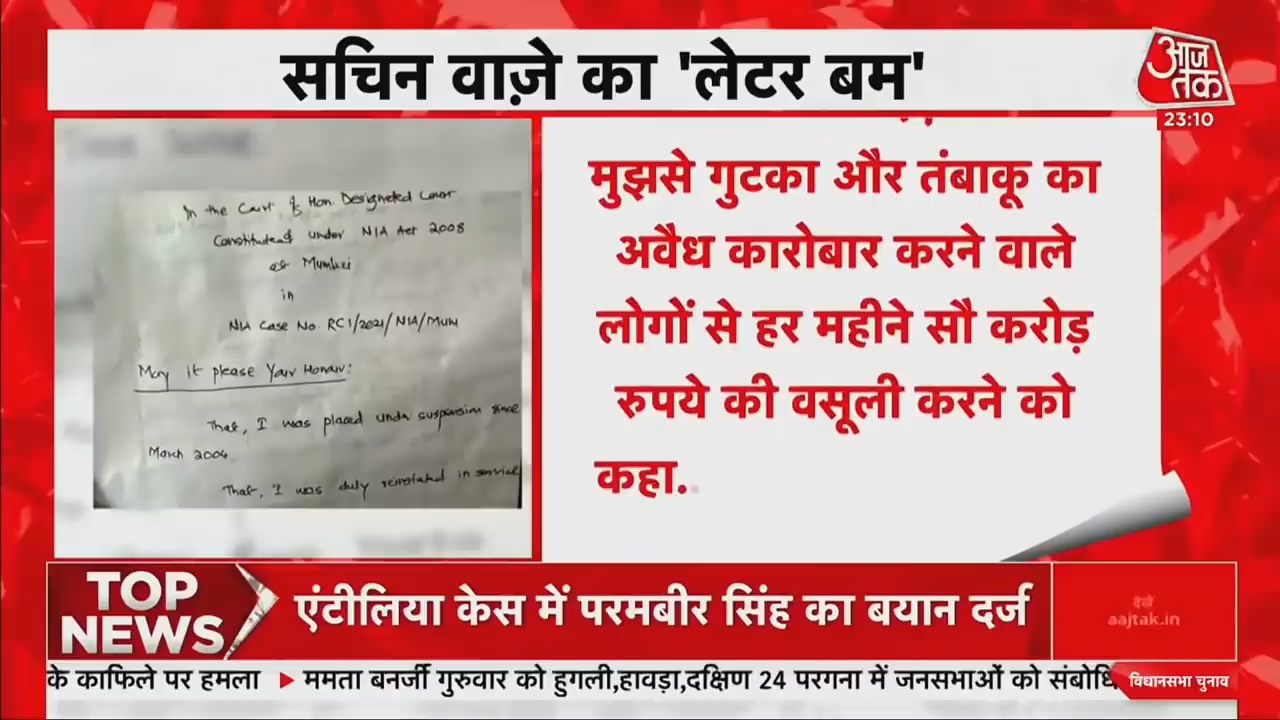 सचिन वाज़े का 'लेटर बम'
आज
तक
23:10
In the Court of Hon. Designated Court
Constituted under NIA Act 2008
at Mumbai
in
NIA Case No. RC1/2021/NIA/Mum
May it please Your Honour:
That, I was placed under suspension since
March 2004.
That, I was duly reinstated in service
मुझसे गुटका और तंबाकू का
अवैध कारोबार करने वाले
लोगों से हर महीने सौ करोड़
रुपये की वसूली करने को
कहा.
TOP
NEWS
एंटीलिया केस में परमबीर सिंह का बयान दर्ज
देखें
aajtak.in
के काफिले पर हमला ममता बनर्जी गुरुवार को हुगली,हावड़ा,दक्षिण 24 परगना में जनसभाओं को संबोधि
विधानसभा चुनाव